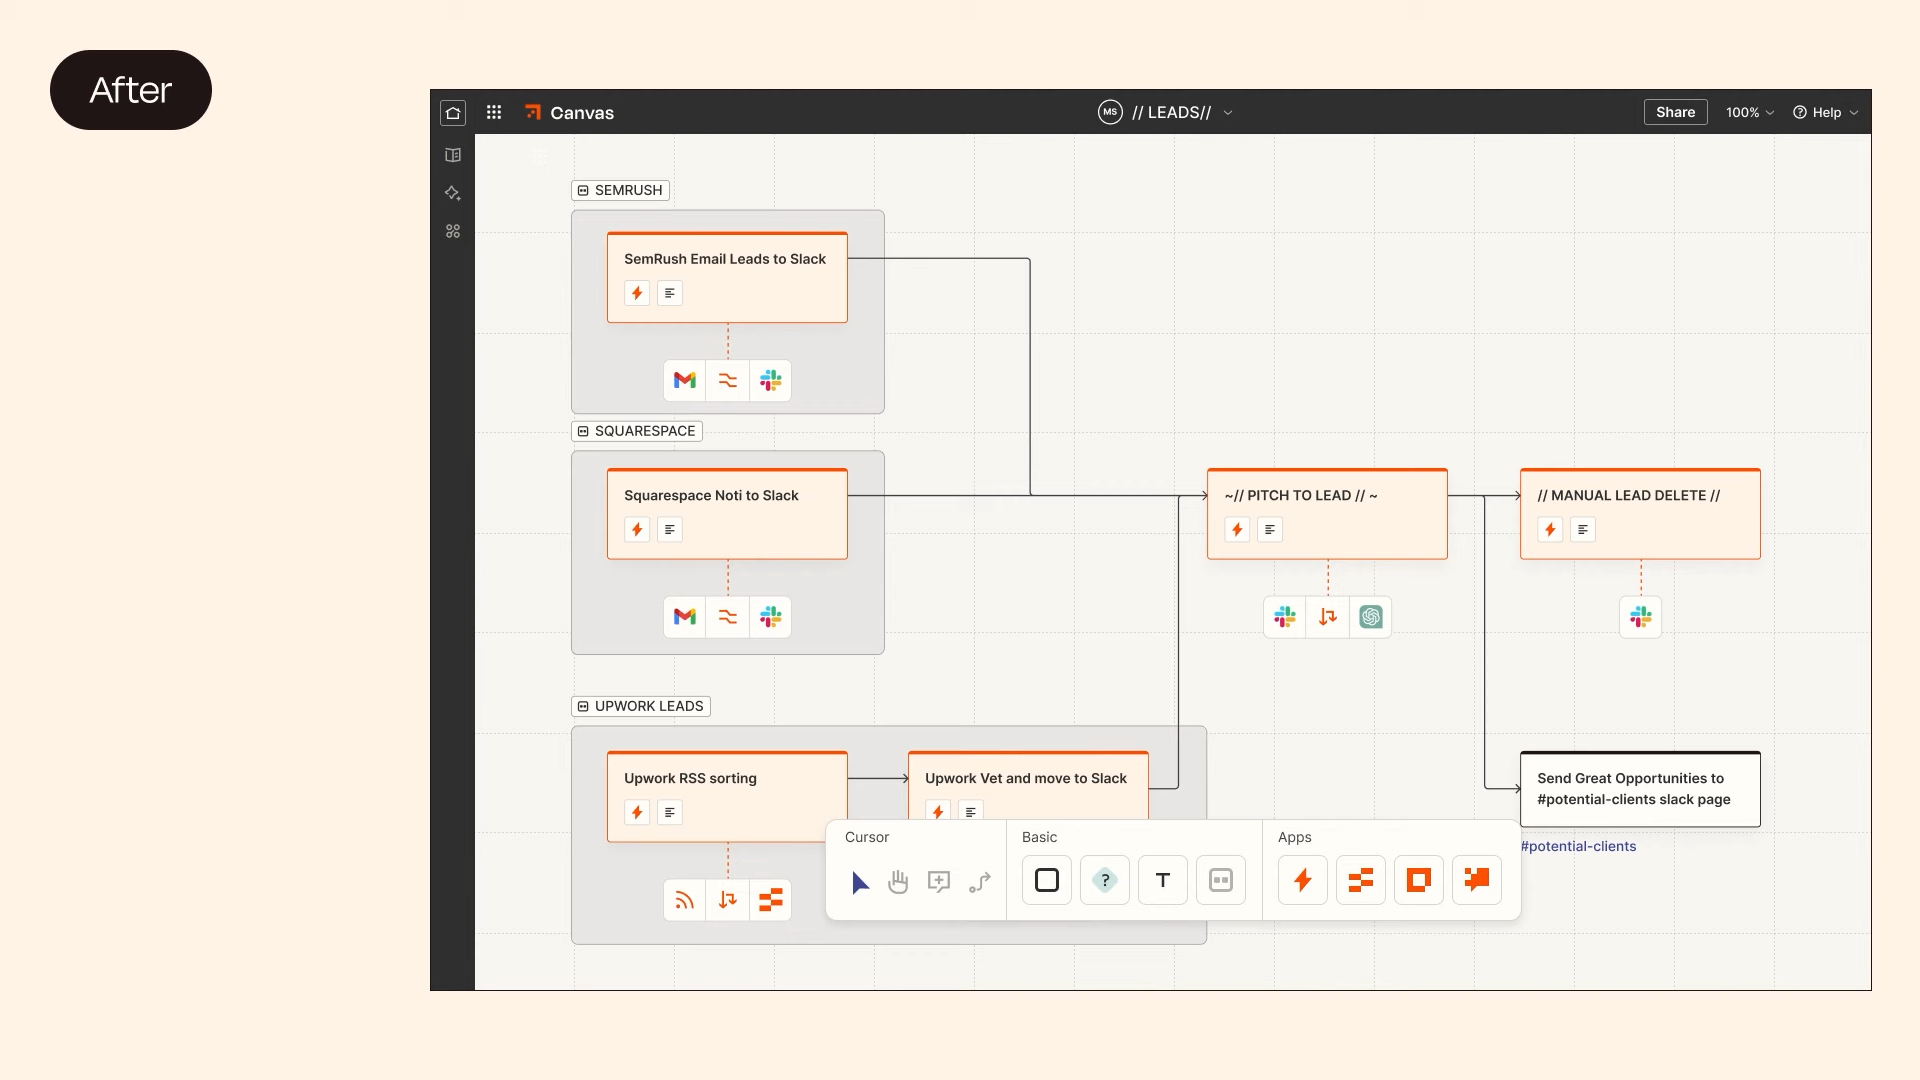 After
Canvas
MS // LEADS//
Share
100%
Help
SEMRUSH
SemRush Email Leads to Slack
SQUARESPACE
Squarespace Noti to Slack
~// PITCH TO LEAD // ~
// MANUAL LEAD DELETE //
UPWORK LEADS
Upwork RSS sorting
Upwork Vet and move to Slack
Send Great Opportunities to
#potential-clients slack page
#potential-clients
Cursor
Basic
Apps
?
T